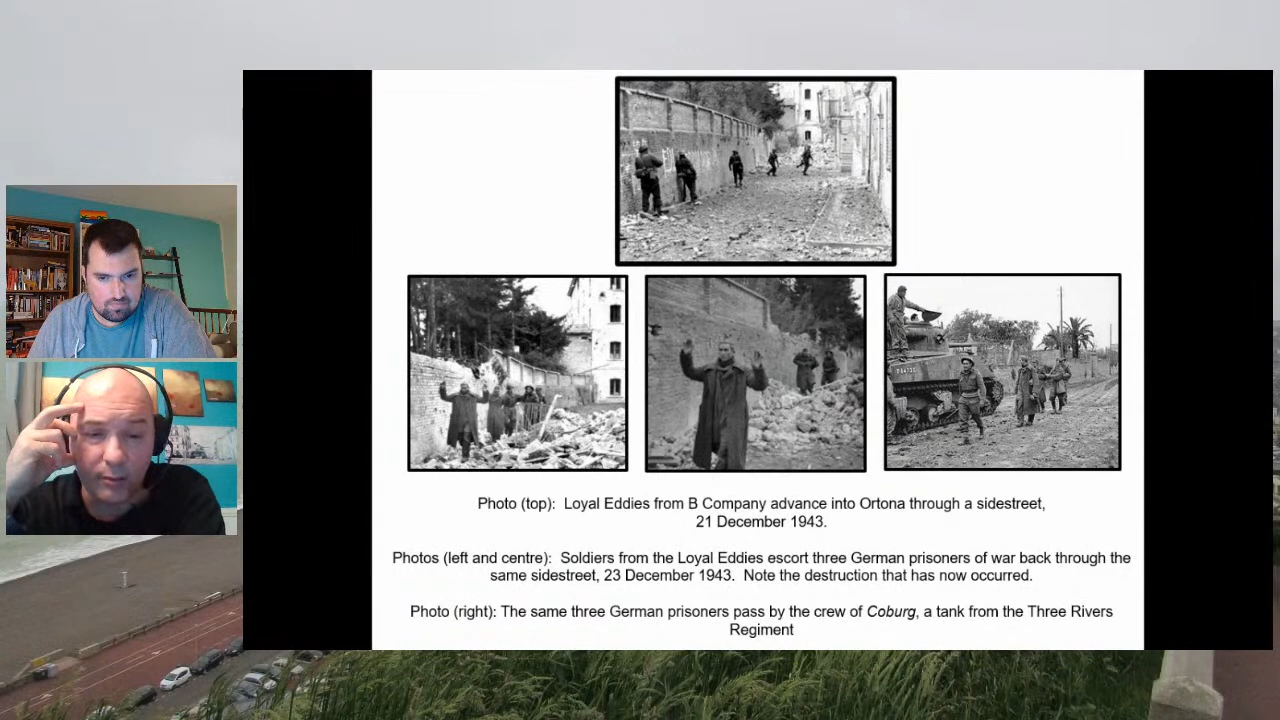 Photo (top):  Loyal Eddies from B Company advance into Ortona through a sidestreet,
21 December 1943.
Photos (left and centre):  Soldiers from the Loyal Eddies escort three German prisoners of war back through the
same sidestreet, 23 December 1943.  Note the destruction that has now occurred.
Photo (right): The same three German prisoners pass by the crew of Coburg, a tank from the Three Rivers
Regiment